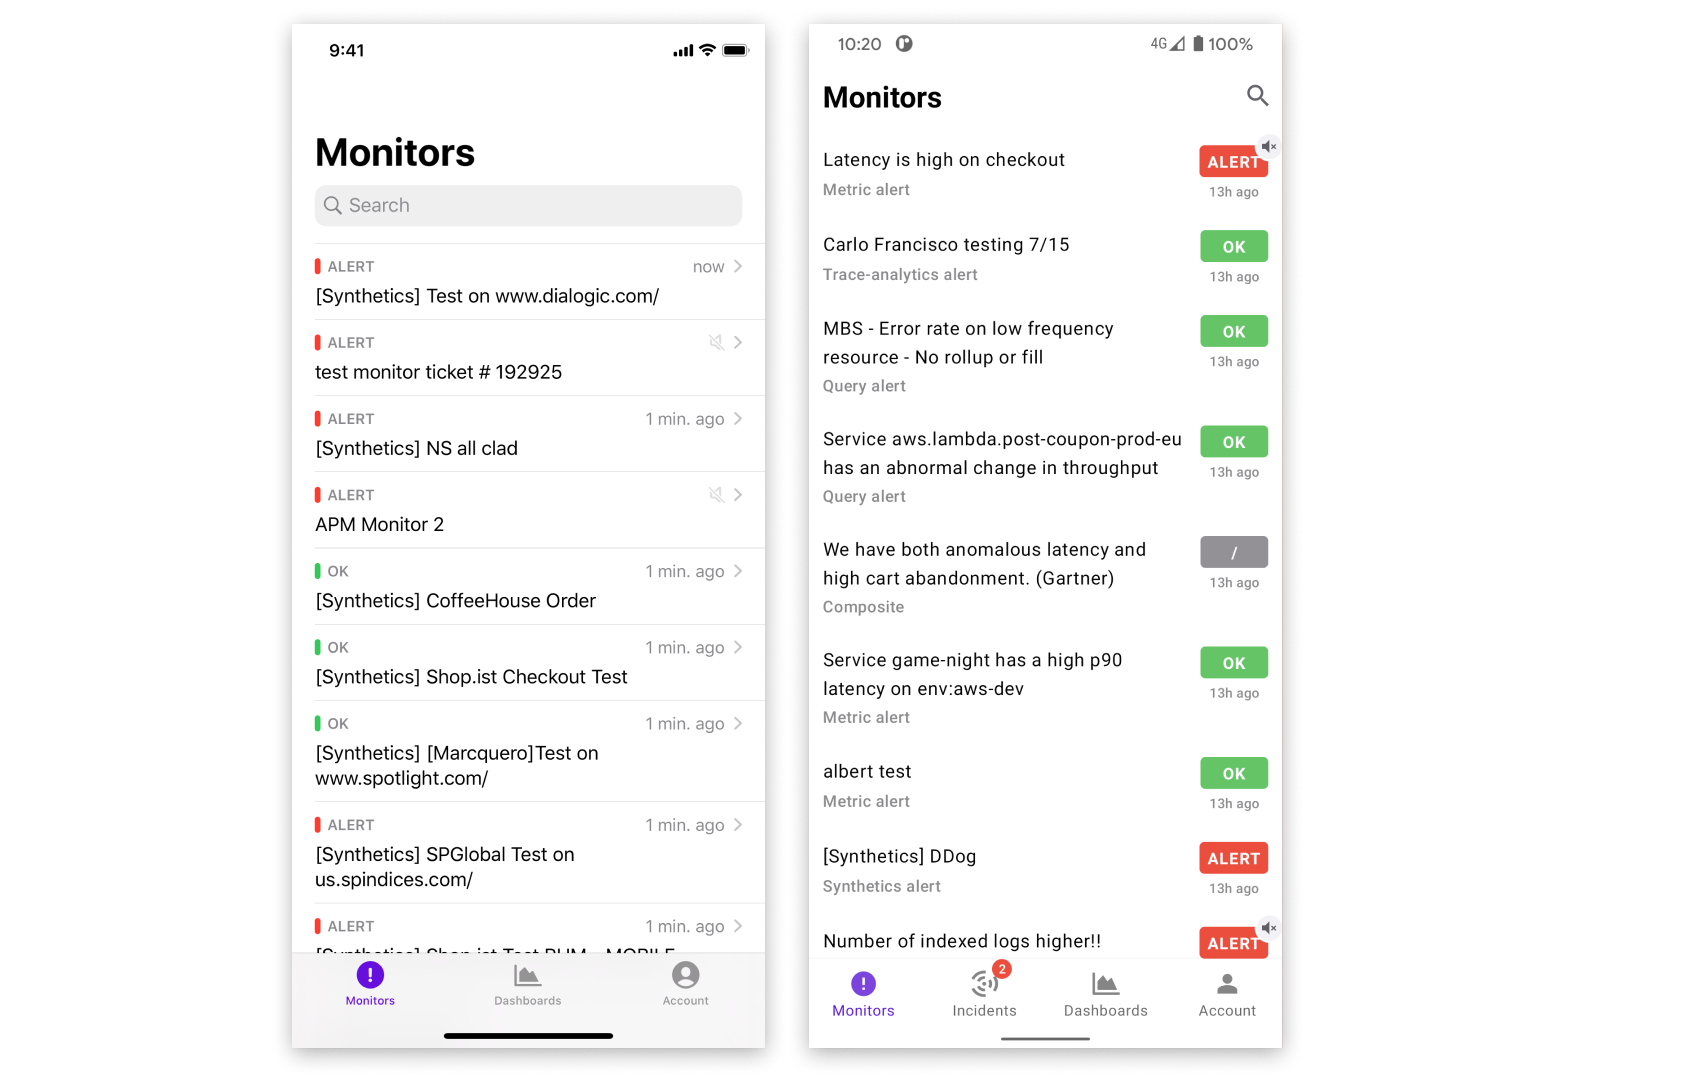 9:41
Monitors
Search
ALERT now
[Synthetics] Test on www.dialogic.com/
ALERT
test monitor ticket # 192925
ALERT 1 min. ago
[Synthetics] NS all clad
ALERT
APM Monitor 2
OK 1 min. ago
[Synthetics] CoffeeHouse Order
OK 1 min. ago
[Synthetics] Shop.ist Checkout Test
OK 1 min. ago
[Synthetics] [Marcquero]Test on
www.spotlight.com/
ALERT 1 min. ago
[Synthetics] SPGlobal Test on
us.spindices.com/
ALERT 1 min. ago
[Synthetics] Shop.ist Test RUM - MOBILE
Monitors Dashboards Account
10:20 4G 100%
Monitors
Latency is high on checkout ALERT
Metric alert 13h ago
Carlo Francisco testing 7/15 OK
Trace-analytics alert 13h ago
MBS - Error rate on low frequency OK
resource - No rollup or fill 13h ago
Query alert
Service aws.lambda.post-coupon-prod-eu OK
has an abnormal change in throughput 13h ago
Query alert
We have both anomalous latency and /
high cart abandonment. (Gartner) 13h ago
Composite
Service game-night has a high p90 OK
latency on env:aws-dev 13h ago
Metric alert
albert test OK
Metric alert 13h ago
[Synthetics] DDog ALERT
Synthetics alert 13h ago
Number of indexed logs higher!! ALERT
2
Monitors Incidents Dashboards Account